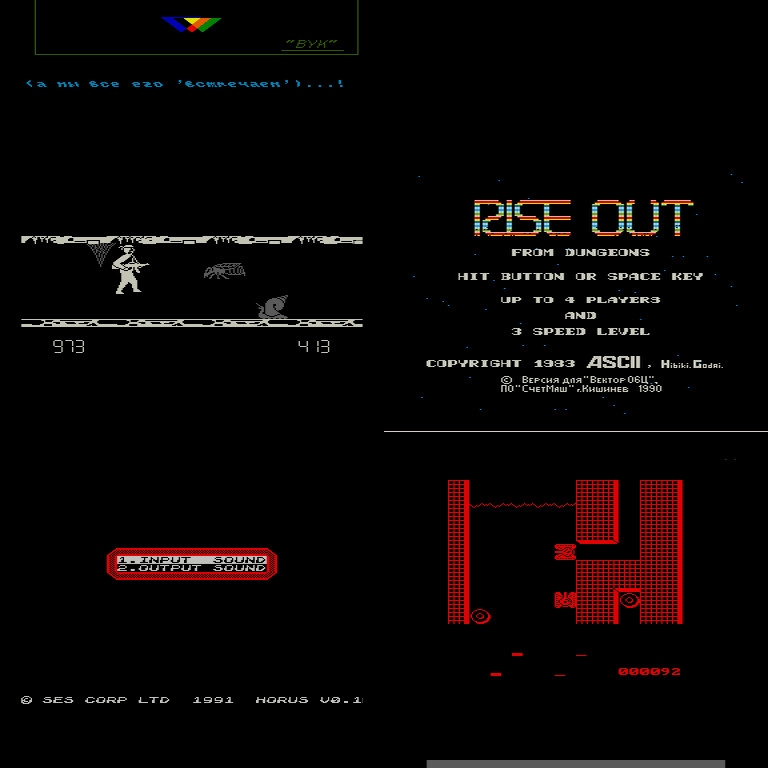 "ВУК"
(а мы все его 'встречаем')...!
973 413
1.INPUT SOUND
2.OUTPUT SOUND
© SES CORP LTD 1991 HORUS V0.1
RISE OUT
FROM DUNGEONS
HIT BUTTON OR SPACE KEY
UP TO 4 PLAYERS
AND
3 SPEED LEVEL
COPYRIGHT 1983 ASCII, Hibiki.Godai.
© Версия для "Вектор 06Ц",
ПО "СчетМаш", Кишинев 1990
000092